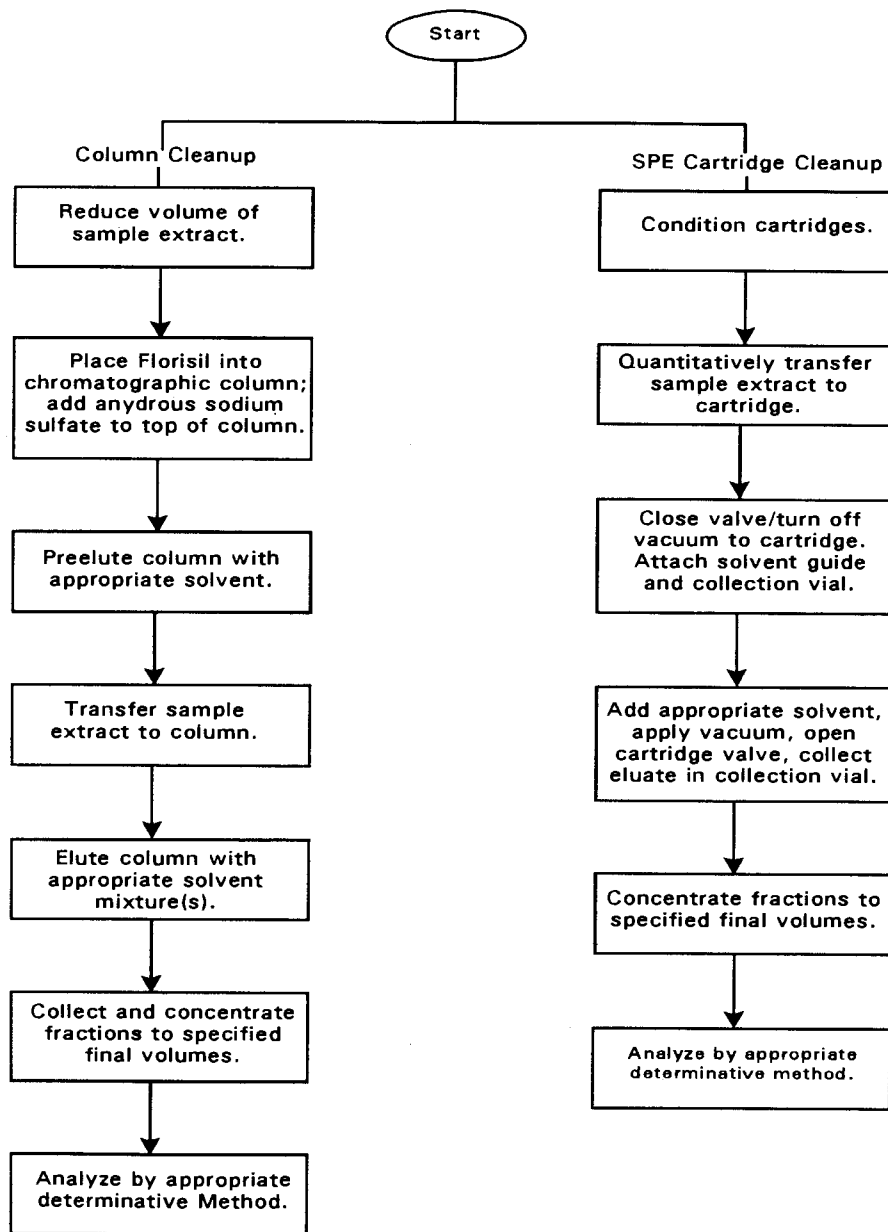 Start
Column Cleanup
Reduce volume of
sample extract.
Place Florisil into
chromatographic column;
add anydrous sodium
sulfate to top of column.
Preelute column with
appropriate solvent.
Transfer sample
extract to column.
Elute column with
appropriate solvent
mixture(s).
Collect and concentrate
fractions to specified
final volumes.
Analyze by appropriate
determinative Method.
SPE Cartridge Cleanup
Condition cartridges.
Quantitatively transfer
sample extract to
cartridge.
Close valve/turn off
vacuum to cartridge.
Attach solvent guide
and collection vial.
Add appropriate solvent,
apply vacuum, open
cartridge valve, collect
eluate in collection vial.
Concentrate fractions to
specified final volumes.
Analyze by appropriate
determinative method.